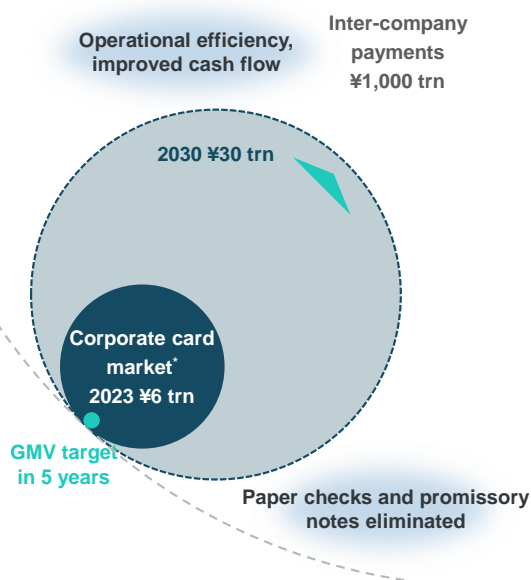 Operational efficiency,
improved cash flow
Inter-company
payments
¥1,000 trn
2030 ¥30 trn
Corporate card
market*
2023 ¥6 trn
GMV target
in 5 years
Paper checks and promissory
notes eliminated